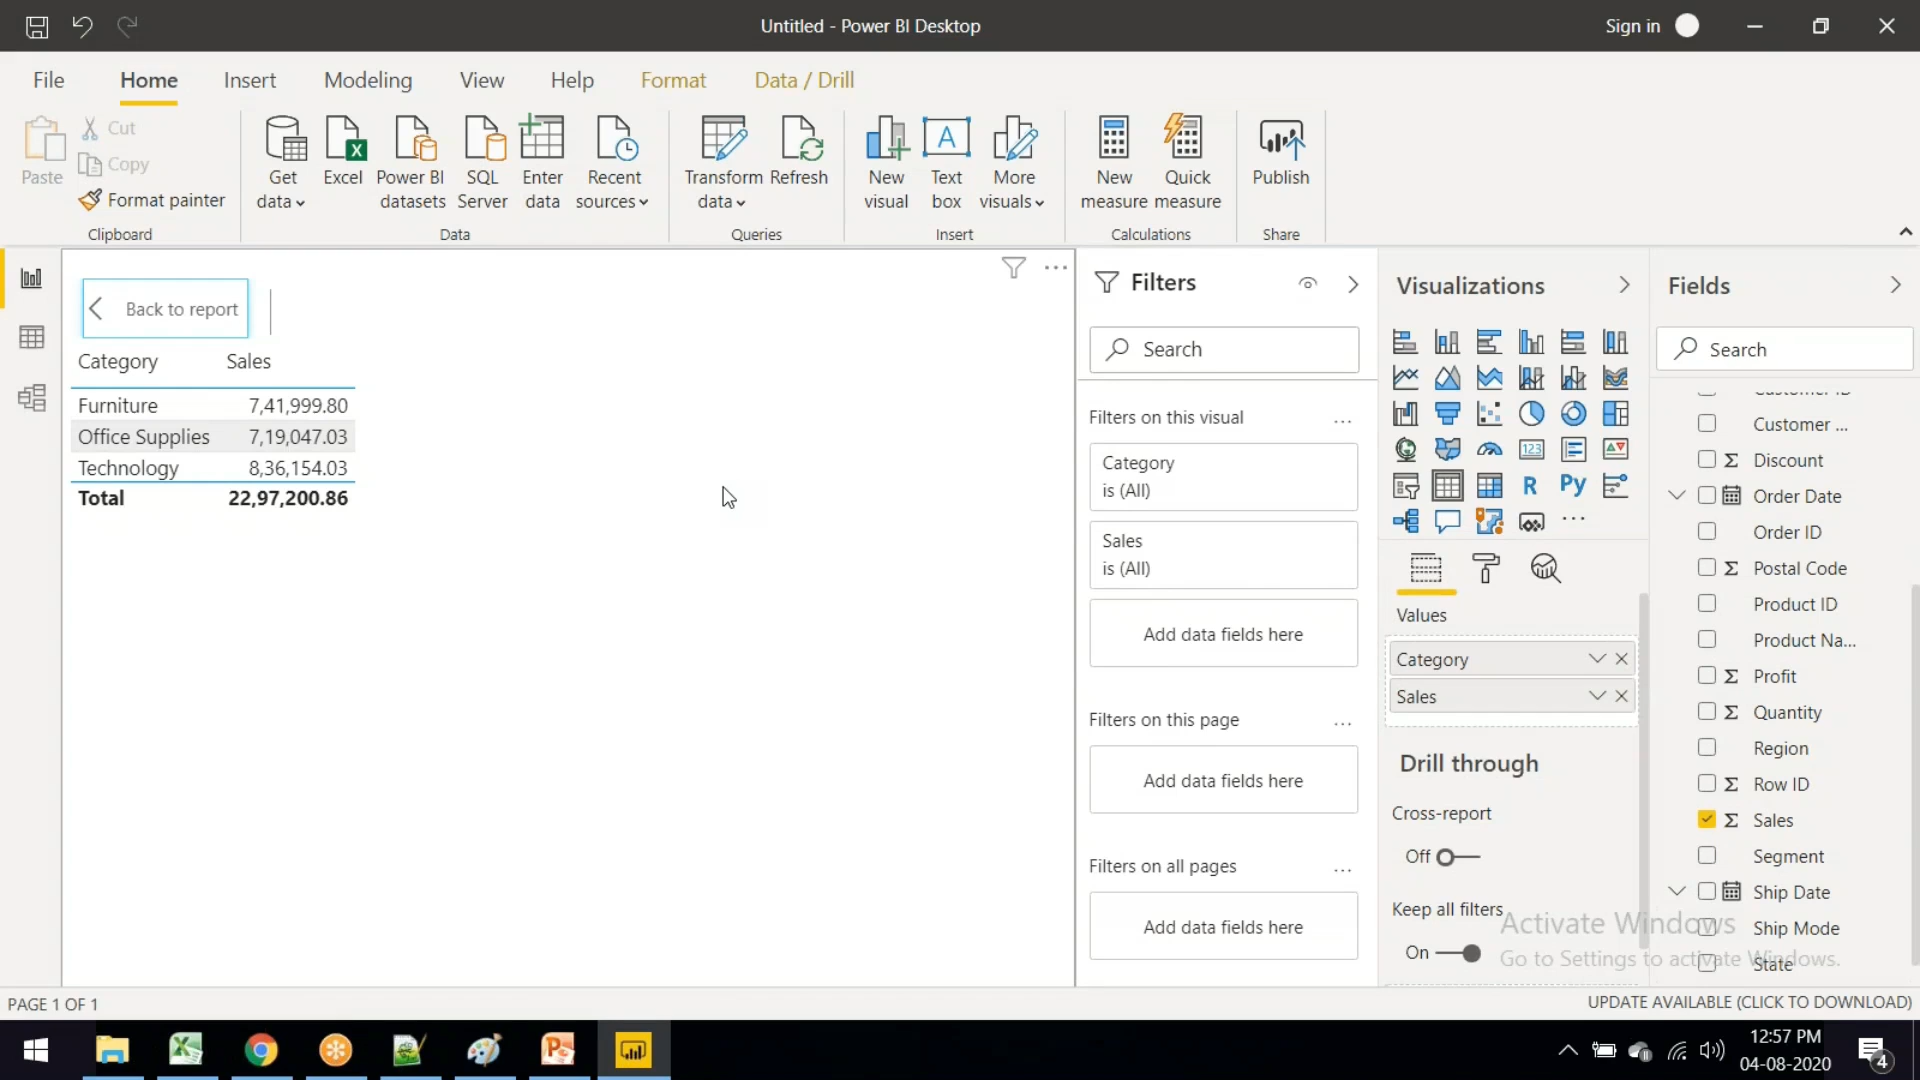 Untitled - Power BI Desktop
Sign in
File Home Insert Modeling View Help Format Data / Drill
Paste
Cut
Copy
Format painter
Clipboard
Get data
Excel
Power BI datasets
SQL Server
Enter data
Recent sources
Data
Transform data
Refresh
Queries
New visual
Text box
More visuals
Insert
New measure
Quick measure
Calculations
Publish
Share
Back to report
Category Sales
Furniture 7,41,999.80
Office Supplies 7,19,047.03
Technology 8,36,154.03
Total 22,97,200.86
Filters
Search
Filters on this visual ...
Category
is (All)
Sales
is (All)
Add data fields here
Filters on this page ...
Add data fields here
Filters on all pages ...
Add data fields here
Visualizations
123
R Py
Values
Category
Sales
Drill through
Cross-report
Off
Keep all filters
On
Fields
Search
Customer ...
Σ Discount
Order Date
Order ID
Σ Postal Code
Product ID
Product Na...
Σ Profit
Σ Quantity
Region
Σ Row ID
Σ Sales
Segment
Ship Date
Ship Mode
State
Activate Windows
Go to Settings to activate Windows.
PAGE 1 OF 1
UPDATE AVAILABLE (CLICK TO DOWNLOAD)
12:57 PM
04-08-2020
4